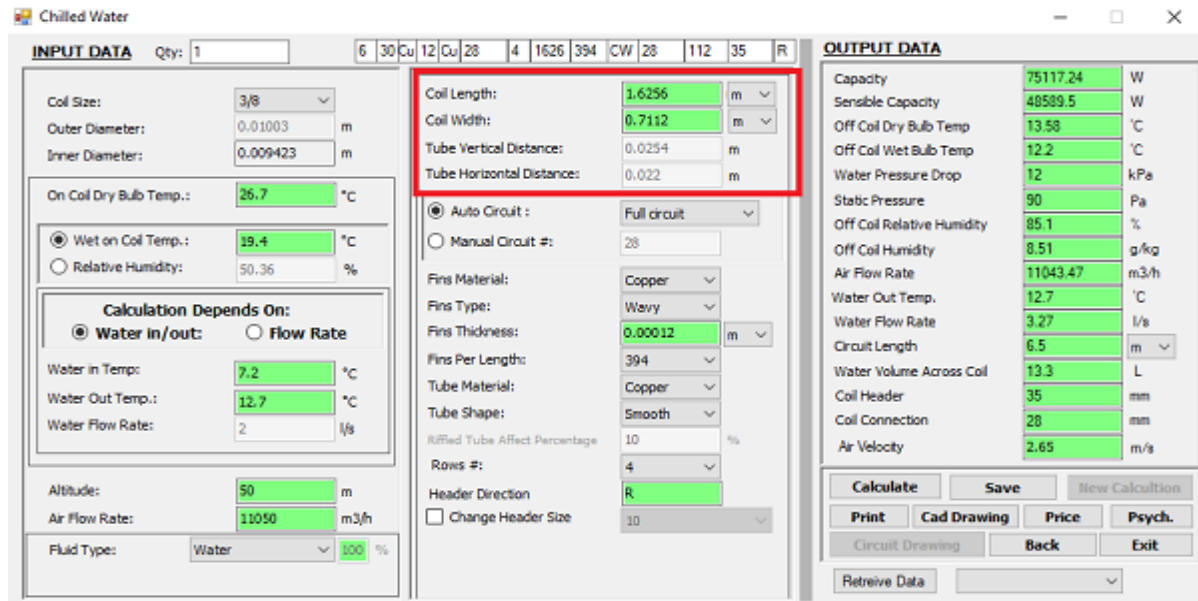 Chilled Water
INPUT DATA Qty: 1 6 30 Cu 12 Cu 28 4 1626 394 CW 28 112 35 R
Coil Size: 3/8
Outer Diameter: 0.01003 m
Inner Diameter: 0.009423 m
On Coil Dry Bulb Temp.: 26.7 °C
Wet on Coil Temp.: 19.4 °C
Relative Humidity: 50.36 %
Calculation Depends On:
Water in/out: Flow Rate
Water in Temp: 7.2 °C
Water Out Temp.: 12.7 °C
Water Flow Rate: 2 l/s
Altitude: 50 m
Air Flow Rate: 11050 m3/h
Fluid Type: Water 100 %
Coil Length: 1.6256 m
Coil Width: 0.7112 m
Tube Vertical Distance: 0.0254 m
Tube Horizontal Distance: 0.022 m
Auto Circuit : Full circuit
Manual Circuit #: 28
Fins Material: Copper
Fins Type: Wavy
Fins Thickness: 0.00012 m
Fins Per Length: 394
Tube Material: Copper
Tube Shape: Smooth
Riffled Tube Affect Percentage 10 %
Rows #: 4
Header Direction R
Change Header Size 10
OUTPUT DATA
Capacity 75117.24 W
Sensible Capacity 48589.5 W
Off Coil Dry Bulb Temp 13.58 °C
Off Coil Wet Bulb Temp 12.2 °C
Water Pressure Drop 12 kPa
Static Pressure 90 Pa
Off Coil Relative Humidity 85.1 %
Off Coil Humidity 8.51 g/kg
Air Flow Rate 11043.47 m3/h
Water Out Temp. 12.7 °C
Water Flow Rate 3.27 l/s
Circuit Length 6.5 m
Water Volume Across Coil 13.3 L
Coil Header 35 mm
Coil Connection 28 mm
Air Velocity 2.65 m/s
Calculate Save New Calcultion
Print Cad Drawing Price Psych.
Circuit Drawing Back Exit
Retreive Data